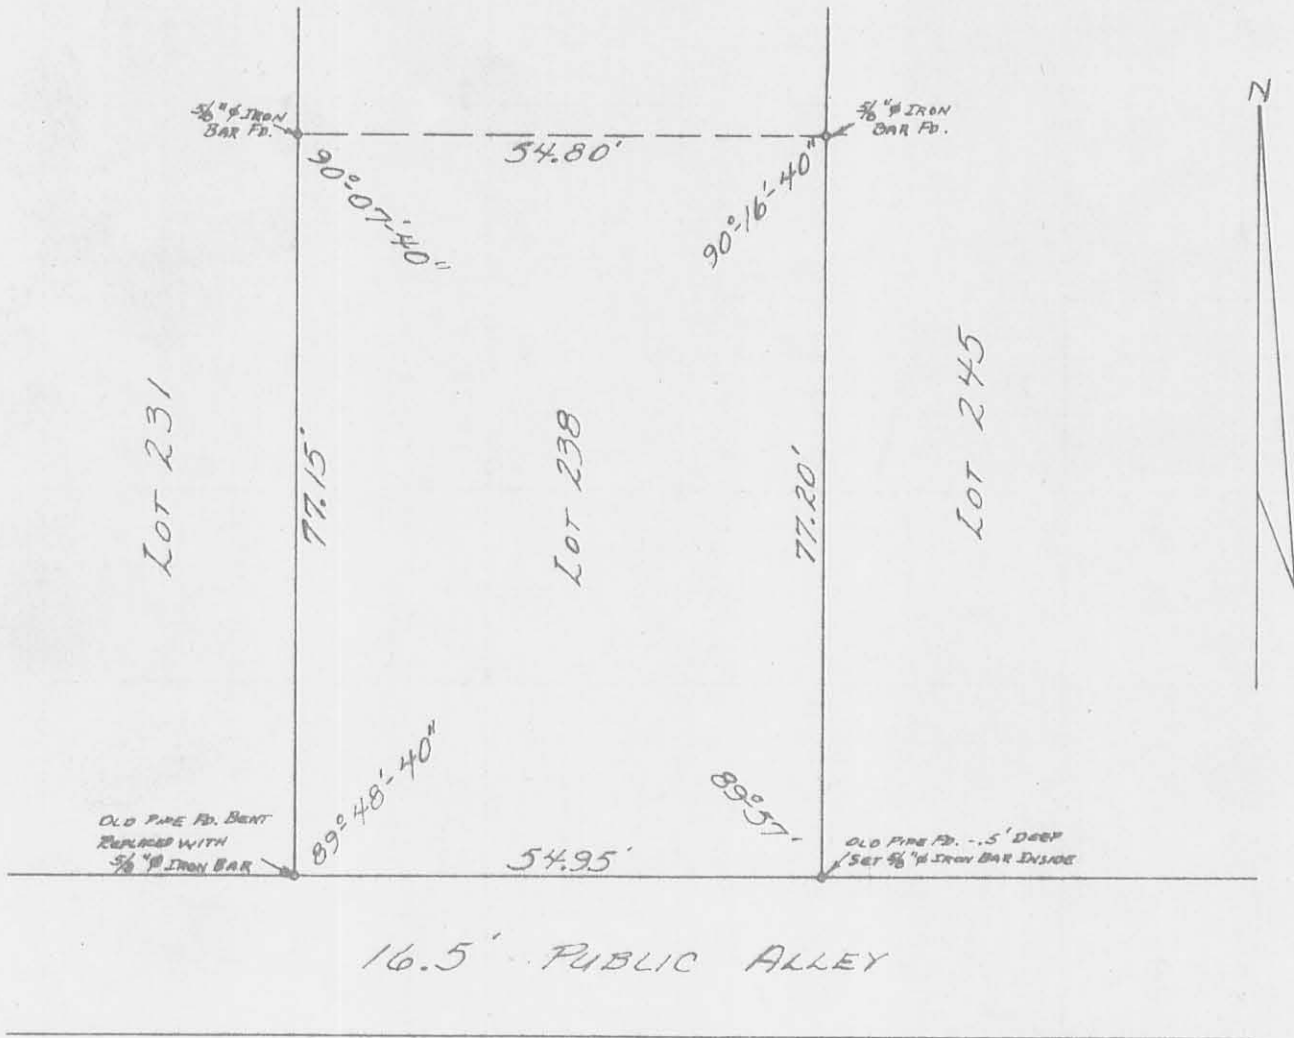 N
5/8"ø IRON
BAR FD.
5/8"ø IRON
BAR FD.
54.80'
90°-07'-40"
90°-16'-40"
LOT 231
77.15'
LOT 238
77.20'
LOT 245
89°-48'-40"
89°-57'
OLD PIPE FD. BENT
REPLACED WITH
5/8"ø IRON BAR
54.95'
OLD PIPE FD. - .5' DEEP
SET 5/8"ø IRON BAR INSIDE
16.5' PUBLIC ALLEY